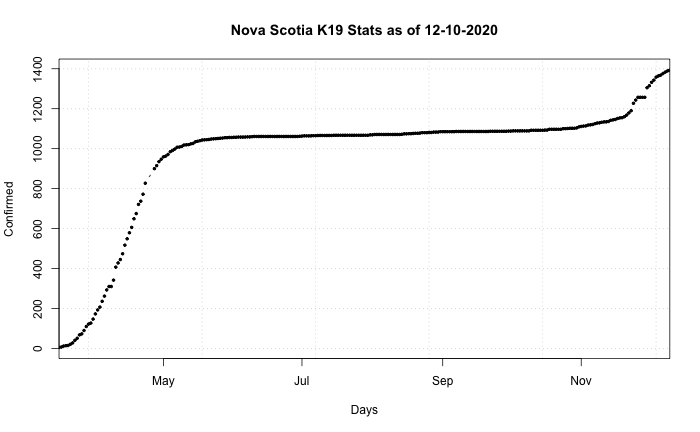 Nova Scotia K19 Stats as of 12-10-2020
1400
1200
1000
800
600
400
200
0
Confirmed
May
Jul
Sep
Nov
Days